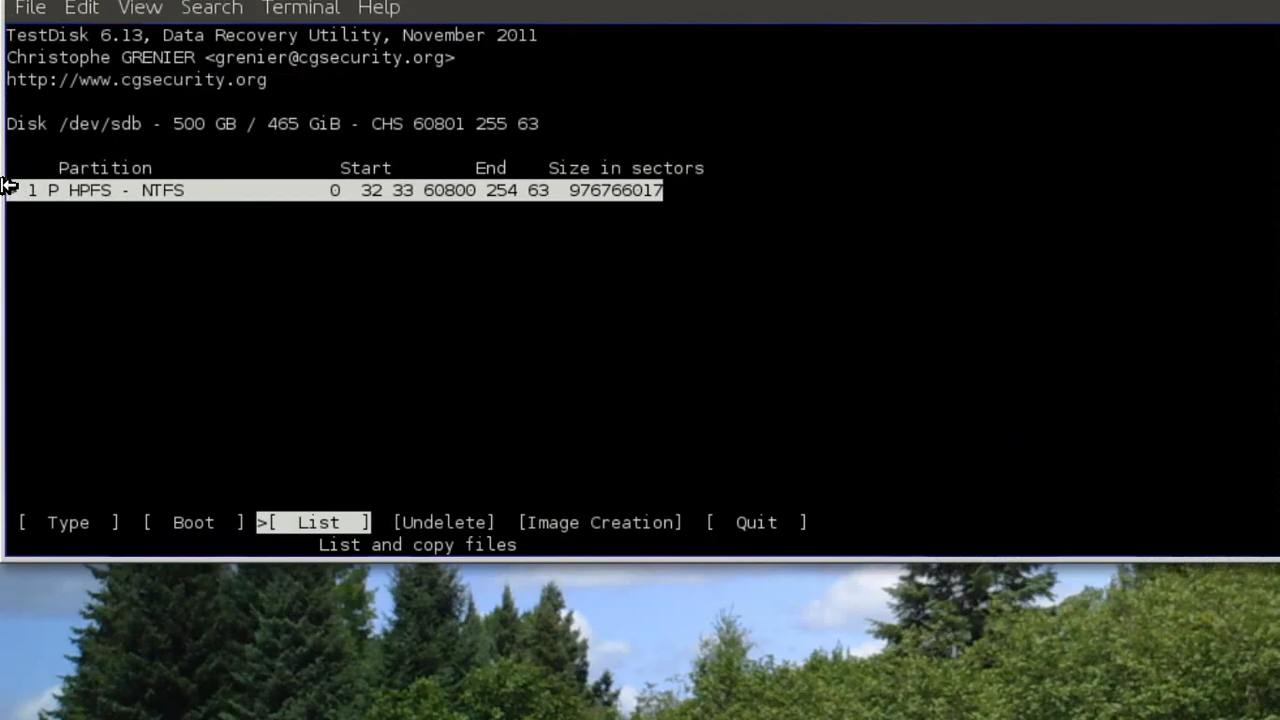 File Edit View Search Terminal Help
TestDisk 6.13, Data Recovery Utility, November 2011
Christophe GRENIER <grenier@cgsecurity.org>
http://www.cgsecurity.org
Disk /dev/sdb - 500 GB / 465 GiB - CHS 60801 255 63
Partition Start End Size in sectors
1 P HPFS - NTFS 0 32 33 60800 254 63 976766017
[ Type ] [ Boot ] >[ List ] [Undelete] [Image Creation] [ Quit ]
List and copy files